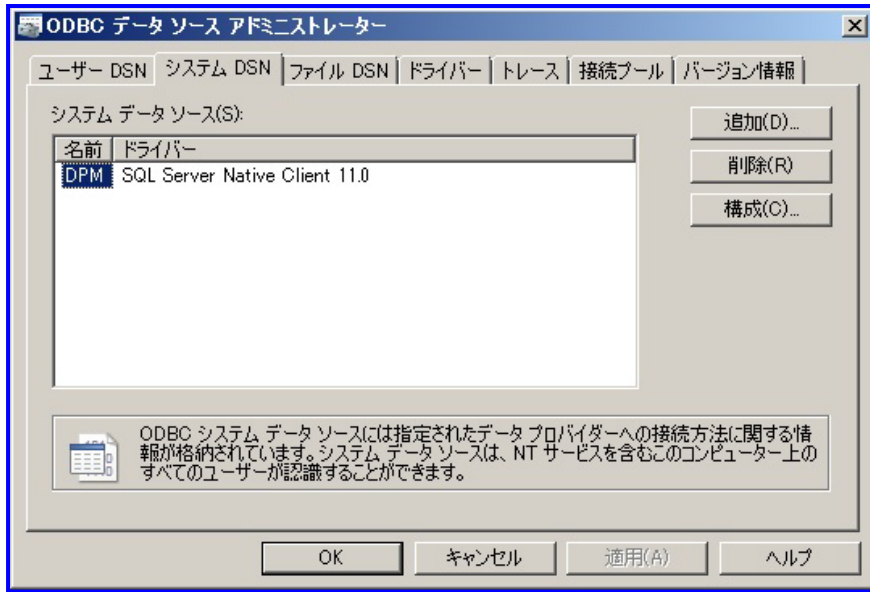 ODBC データ ソース アドミニストレーター
ユーザー DSN システム DSN ファイル DSN ドライバー トレース 接続プール バージョン情報
システム データ ソース(S):
追加(D)...
名前 ドライバー
DPM SQL Server Native Client 11.0
削除(R)
構成(C)...
ODBC システム データ ソースには指定されたデータ プロバイダーへの接続方法に関する情
報が格納されています。システム データ ソースは、NT サービスを含むこのコンピューター上の
すべてのユーザーが認識することができます。
OK キャンセル 適用(A) ヘルプ